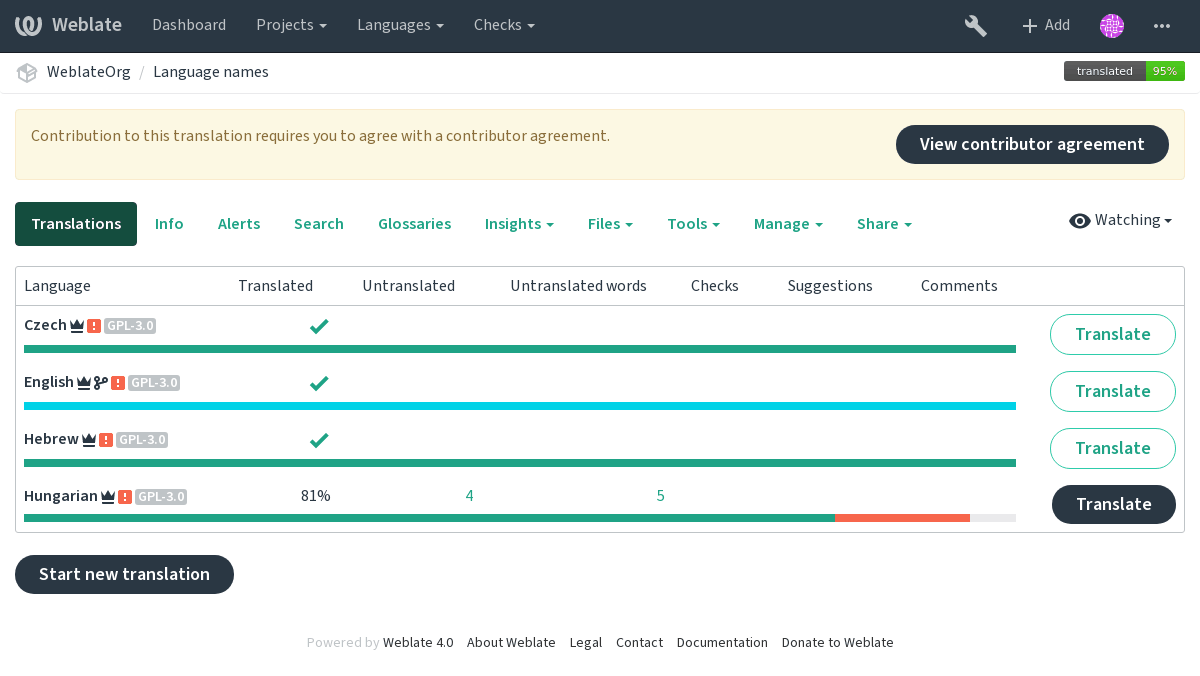 Weblate Dashboard Projects Languages Checks Add
WeblateOrg / Language names translated 95%
Contribution to this translation requires you to agree with a contributor agreement. View contributor agreement
Translations Info Alerts Search Glossaries Insights Files Tools Manage Share Watching
Language Translated Untranslated Untranslated words Checks Suggestions Comments
Czech GPL-3.0 Translate
English GPL-3.0 Translate
Hebrew GPL-3.0 Translate
Hungarian GPL-3.0 81% 4 5 Translate
Start new translation
Powered by Weblate 4.0 About Weblate Legal Contact Documentation Donate to Weblate